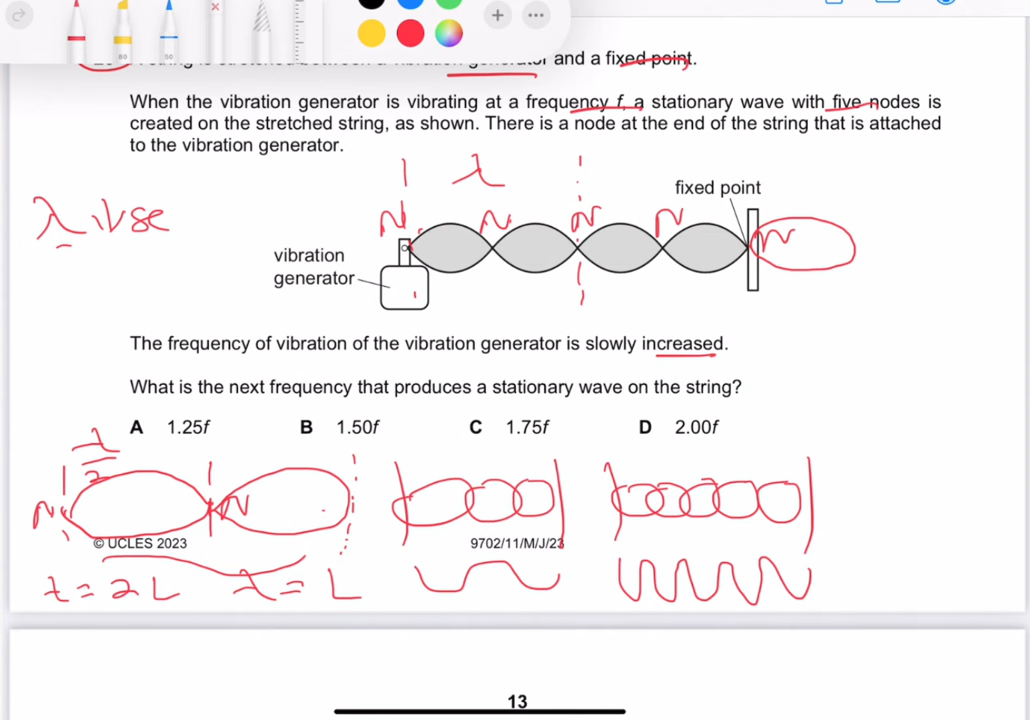 80
50
and a fixed point.
When the vibration generator is vibrating at a frequency f, a stationary wave with five nodes is
created on the stretched string, as shown. There is a node at the end of the string that is attached
to the vibration generator.
λ
fixed point
N N N N N
vibration
generator
The frequency of vibration of the vibration generator is slowly increased.
What is the next frequency that produces a stationary wave on the string?
A 1.25f B 1.50f C 1.75f D 2.00f
λ
2
N N
© UCLES 2023 9702/11/M/J/23
= 2L λ = L
13